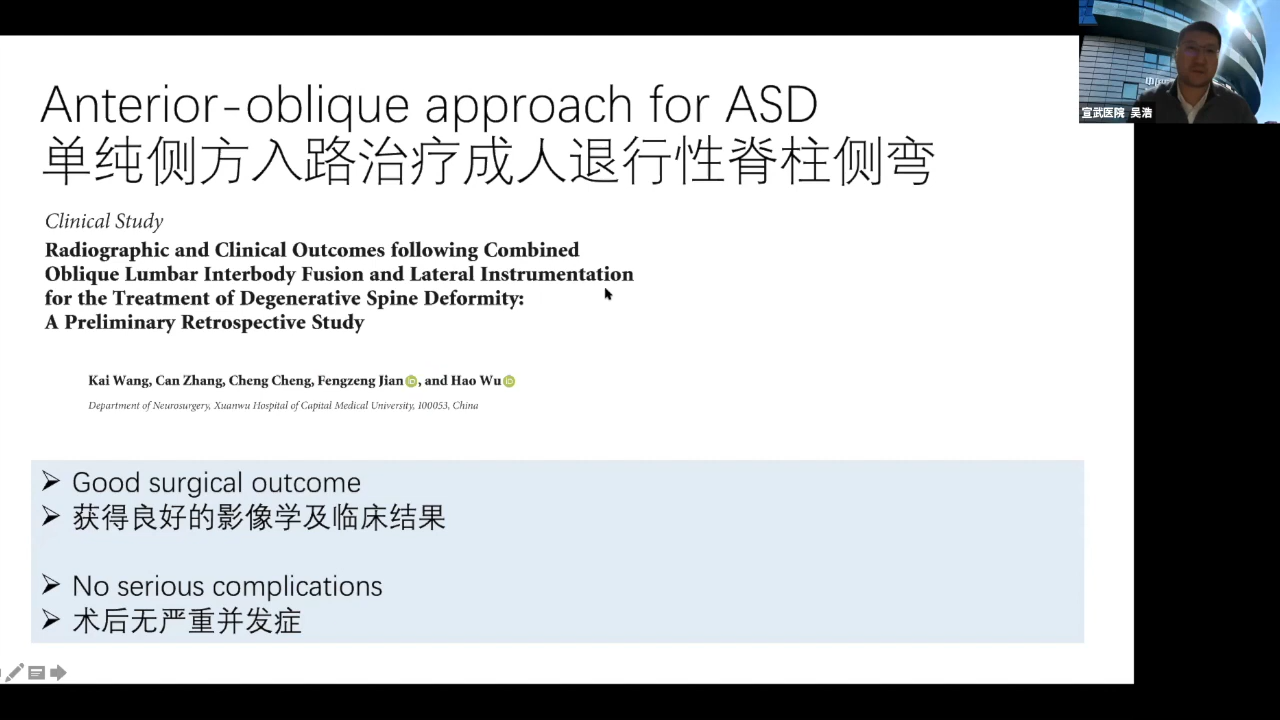 Anterior-oblique approach for ASD
单纯侧方入路治疗成人退行性脊柱侧弯
Clinical Study
Radiographic and Clinical Outcomes following Combined
Oblique Lumbar Interbody Fusion and Lateral Instrumentation
for the Treatment of Degenerative Spine Deformity:
A Preliminary Retrospective Study
Kai Wang, Can Zhang, Cheng Cheng, Fengzeng Jian, and Hao Wu
Department of Neurosurgery, Xuanwu Hospital of Capital Medical University, 100053, China
Good surgical outcome
获得良好的影像学及临床结果
No serious complications
术后无严重并发症
宣武医院 吴浩